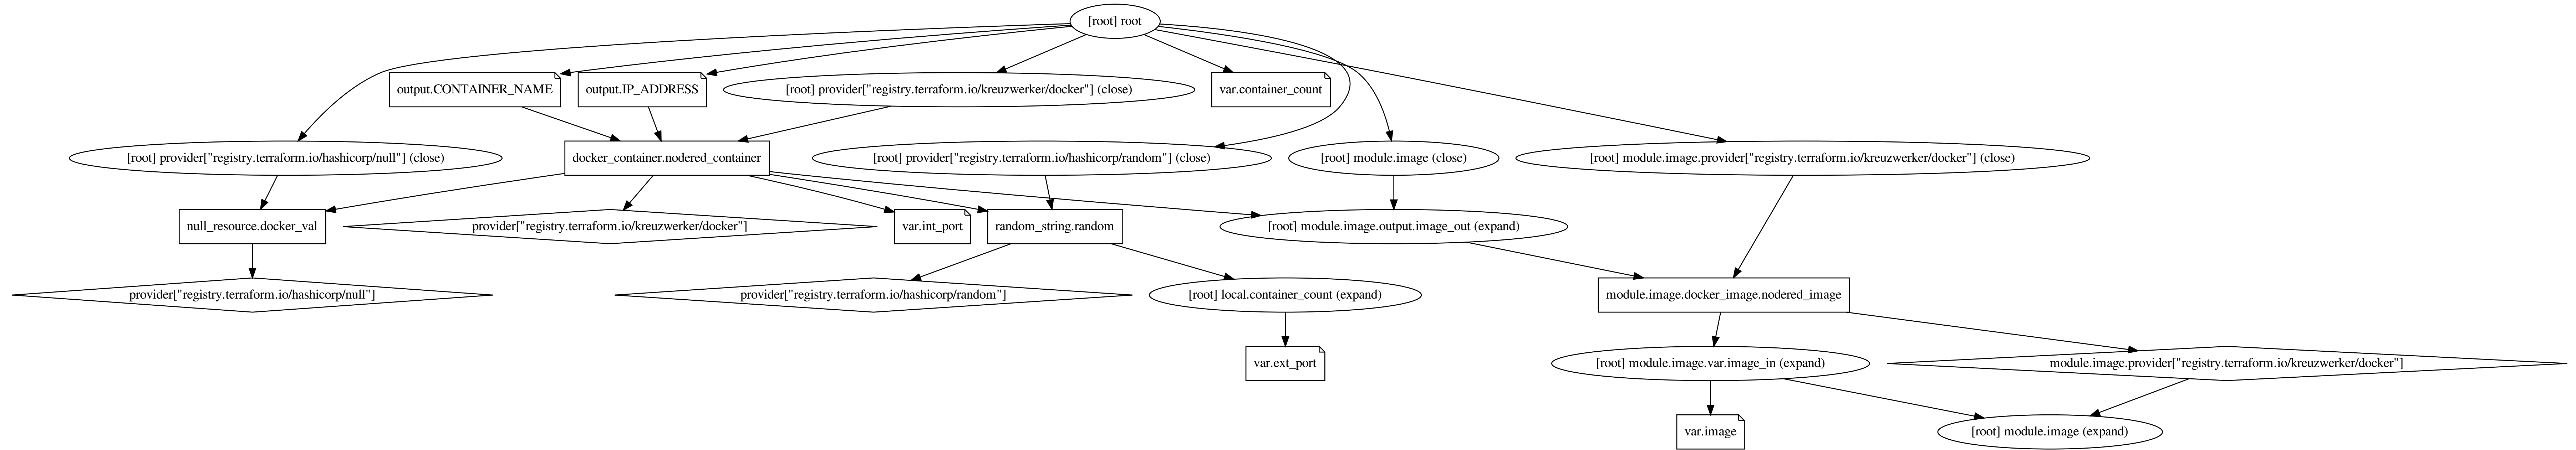 [root] root
output.CONTAINER_NAME
output.IP_ADDRESS
[root] provider["registry.terraform.io/kreuzwerker/docker"] (close)
var.container_count
[root] provider["registry.terraform.io/hashicorp/null"] (close)
docker_container.nodered_container
[root] provider["registry.terraform.io/hashicorp/random"] (close)
[root] module.image (close)
[root] module.image.provider["registry.terraform.io/kreuzwerker/docker"] (close)
null_resource.docker_val
provider["registry.terraform.io/kreuzwerker/docker"]
var.int_port
random_string.random
[root] module.image.output.image_out (expand)
provider["registry.terraform.io/hashicorp/null"]
provider["registry.terraform.io/hashicorp/random"]
[root] local.container_count (expand)
module.image.docker_image.nodered_image
var.ext_port
[root] module.image.var.image_in (expand)
module.image.provider["registry.terraform.io/kreuzwerker/docker"]
var.image
[root] module.image (expand)